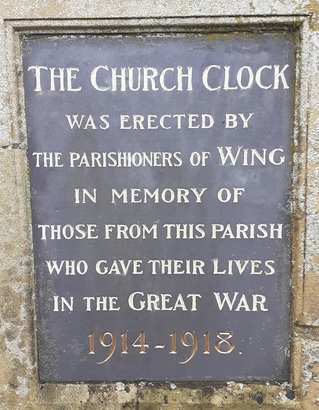 THE CHURCH CLOCK
WAS ERECTED BY
THE PARISHIONERS OF WING
IN MEMORY OF
THOSE FROM THIS PARISH
WHO GAVE THEIR LIVES
IN THE GREAT WAR
1914-1918.